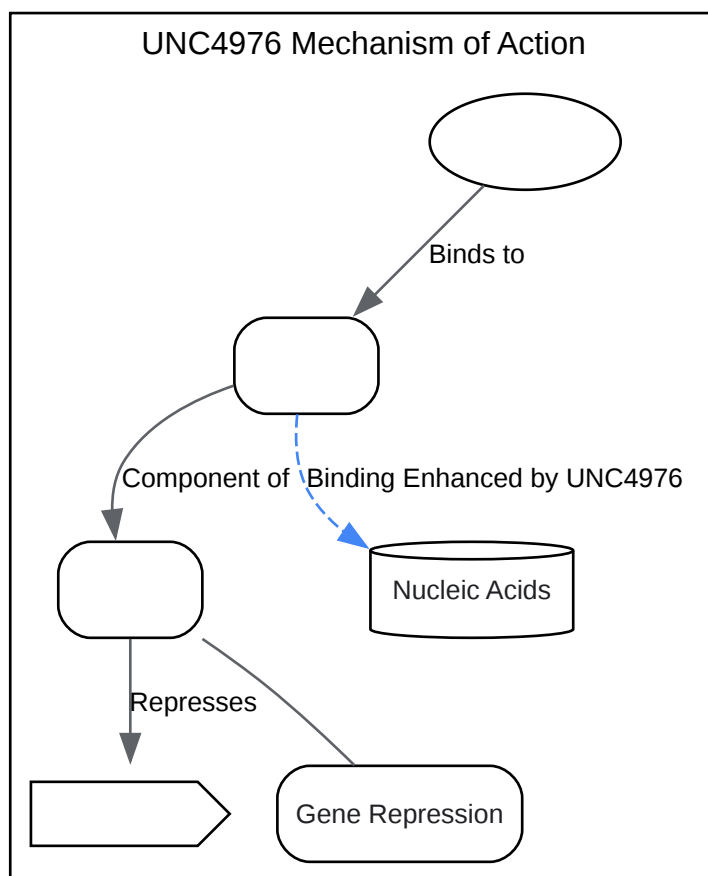 UNC4976 Mechanism of Action
Binds to
Component of
Binding Enhanced by UNC4976
Nucleic Acids
Represses
Gene Repression